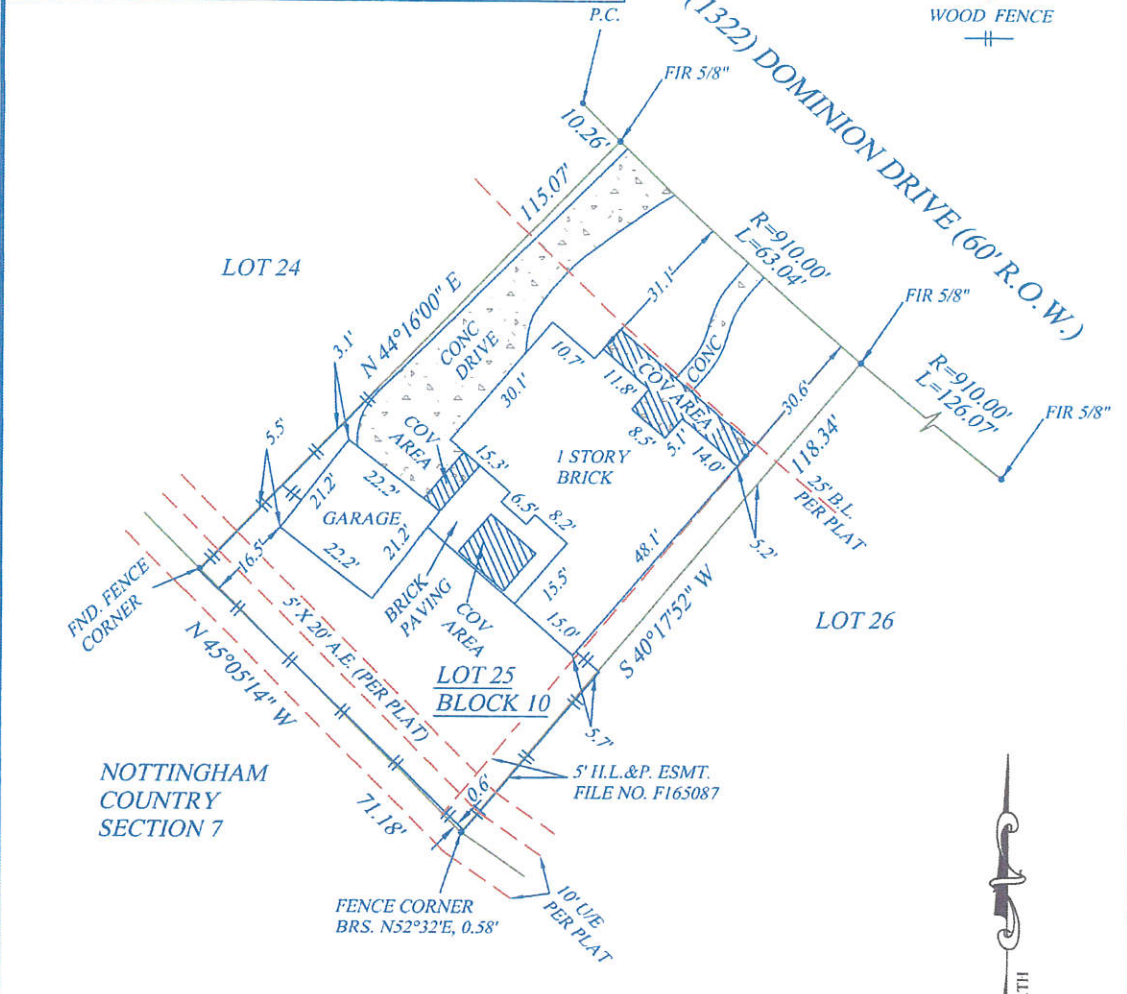 P.C.
WOOD FENCE
(1322) DOMINION DRIVE (60' R.O.W.)
FIR 5/8"
10.26'
115.07'
R=910.00'
L=63.04'
LOT 24
N 44°16'00" E
31.1'
FIR 5/8"
3.1'
CONC
DRIVE
10.7'
CONC
R=910.00'
L=126.07'
FIR 5/8"
30.1'
11.8'
COV AREA
30.6'
118.34'
5.5'
COV
AREA
8.5'
5.1'
14.0'
15.3'
1 STORY
BRICK
25' B.L.
PER PLAT
21.2'
22.2'
GARAGE
6.5'
8.2'
5.2'
48.1'
22.2'
21.2'
16.5'
15.5'
BRICK
PAVING
COV
AREA
15.0'
S 40°17'52" W
LOT 26
FND. FENCE
CORNER
5' X 20' A.E. (PER PLAT)
N 45°05'14" W
LOT 25
BLOCK 10
5.7'
NOTTINGHAM
COUNTRY
SECTION 7
5' H.L.&P. ESMT.
FILE NO. F165087
0.6'
71.18'
FENCE CORNER
BRS. N52°32'E, 0.58'
10' U/E
PER PLAT